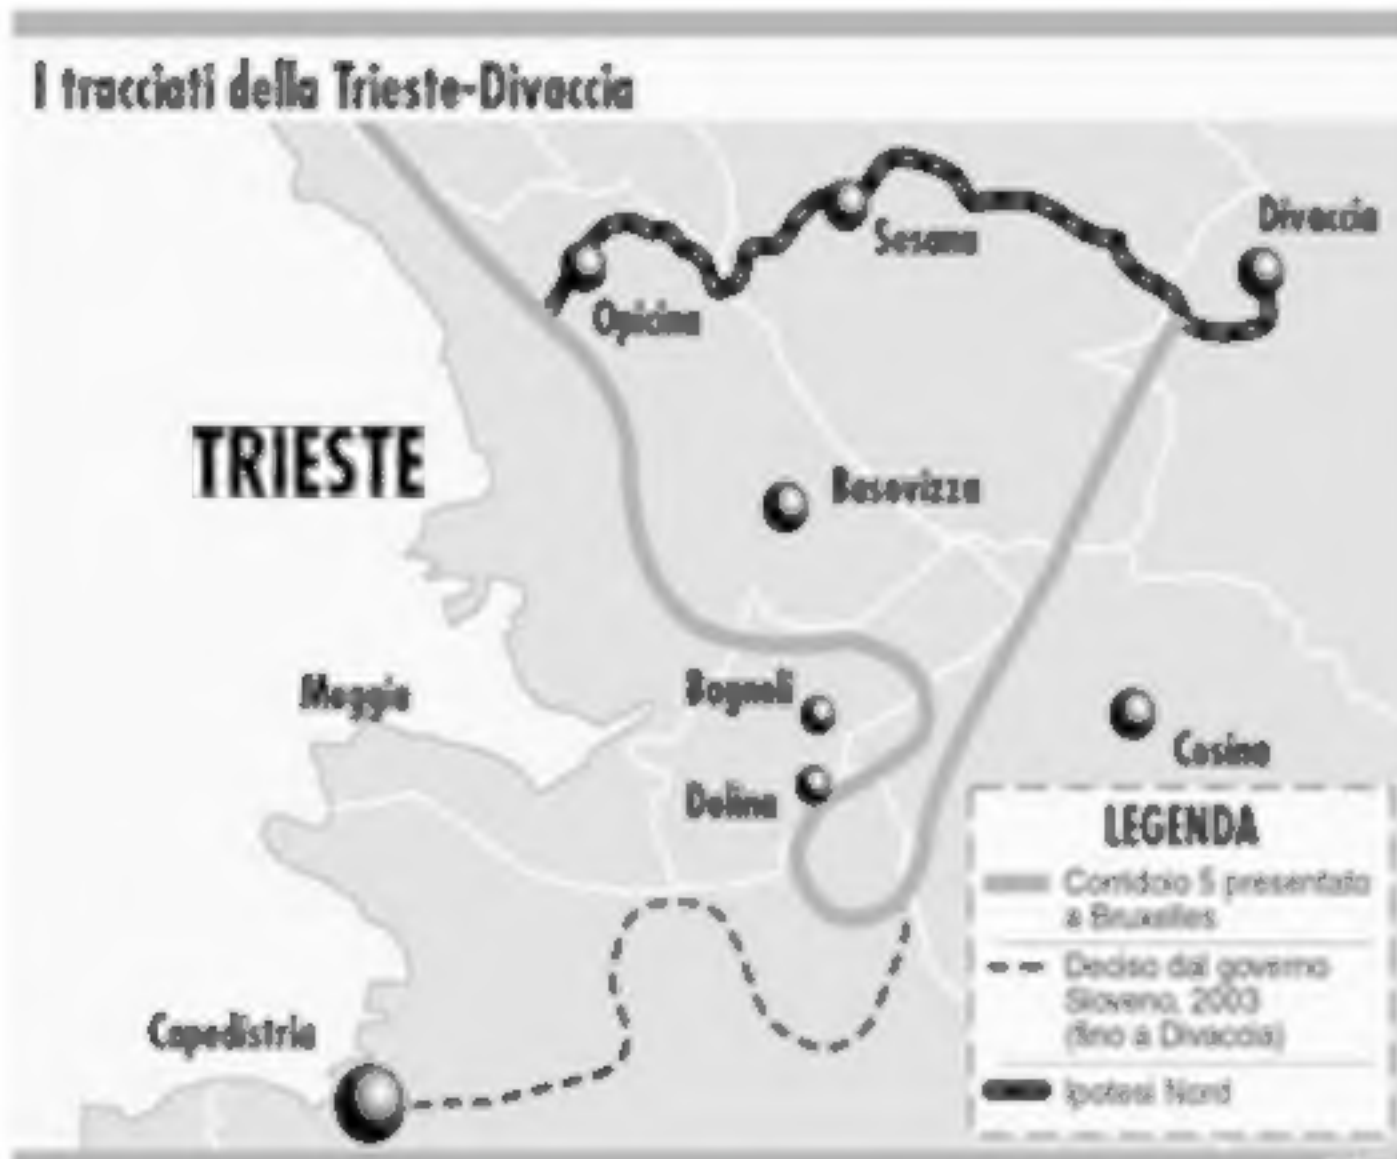 I tracciati della Trieste-Divaccia
Divaccia
Sesana
Opicina
TRIESTE
Basovizza
Muggia
Bagnoli
Cosina
Dolina
LEGENDA
Corridoio 5 presentato
a Bruxelles
Deciso dal governo
Sloveno, 2003
(fino a Divaccia)
Capodistria
Ipotesi Nord